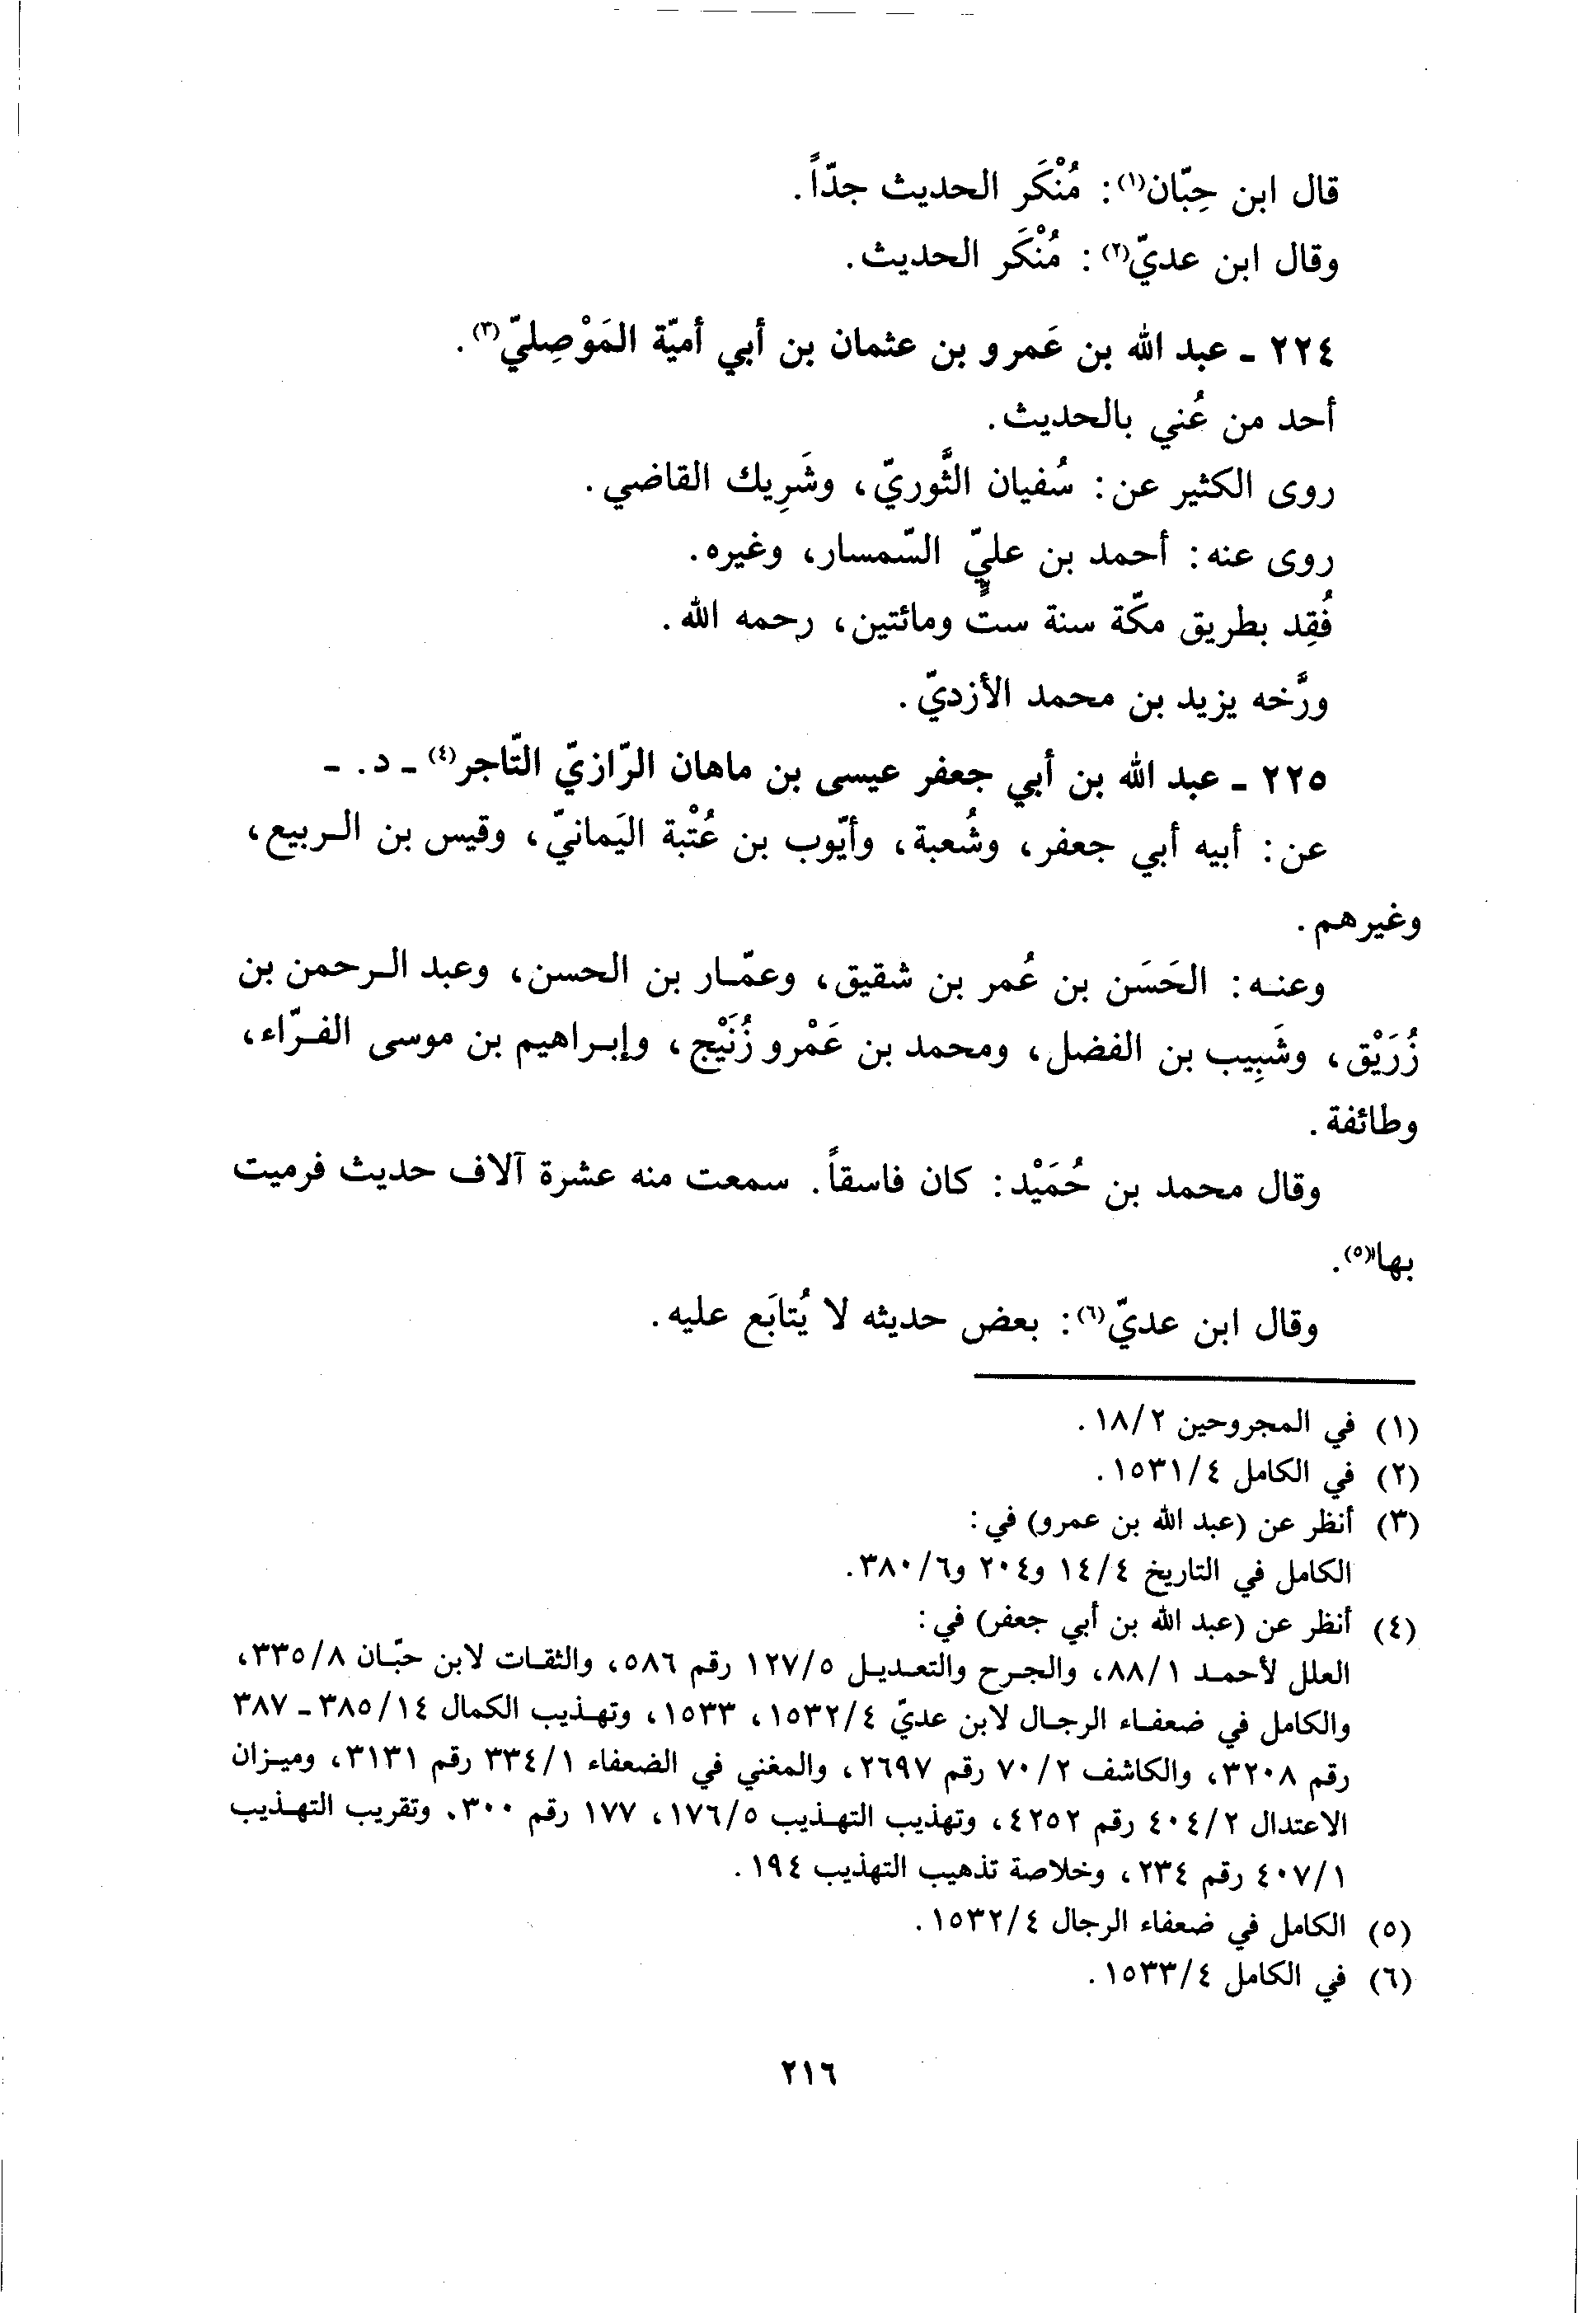 قال ابن حِبّان(١): مُنْكَر الحديث جدّاً.
وقال ابن عديّ(٢): مُنْكَر الحديث.
٢٢٤ ـ عبد الله بن عَمرو بن عثمان بن أبي أميّة المَوْصِليّ(٣).
أحد من عُني بالحديث.
روى الكثير عن: سُفيان الثَّوريّ، وشَرِيك القاضي.
روى عنه: أحمد بن عليّ السّمسار، وغيره.
فُقِد بطريق مكّة سنة ستٍّ ومائتين، رحمه الله.
ورَّخه يزيد بن محمد الأزديّ.
٢٢٥ ـ عبد الله بن أبي جعفر عيسى بن ماهان الرّازيّ التّاجر(٤) ـ د. ـ
عن: أبيه أبي جعفر، وشُعبة، وأيّوب بن عُتْبة اليَمانيّ، وقيس بن الربيع،
وغيرهم.
وعنه: الحَسَن بن عُمر بن شقيق، وعمّار بن الحسن، وعبد الرحمن بن
زُرَيْق، وشَبِيب بن الفضل، ومحمد بن عَمْرو زُنَيْج، وإبراهيم بن موسى الفرّاء،
وطائفة.
وقال محمد بن حُمَيْد: كان فاسقاً. سمعت منه عشرة آلاف حديث فرميت
بها(٥).
وقال ابن عديّ(٦): بعض حديثه لا يُتابَع عليه.
(١) في المجروحين ١٨/٢.
(٢) في الكامل ١٥٣١/٤.
(٣) أنظر عن (عبد الله بن عمرو) في:
الكامل في التاريخ ١٤/٤ و٢٠٤ و٣٨٠/٦.
(٤) أنظر عن (عبد الله بن أبي جعفر) في:
العلل لأحمد ٨٨/١، والجرح والتعديل ١٢٧/٥ رقم ٥٨٦، والثقات لابن حبّان ٣٣٥/٨،
والكامل في ضعفاء الرجال لابن عديّ ١٥٣٢/٤، ١٥٣٣، وتهذيب الكمال ٣٨٥/١٤ ـ ٣٨٧
رقم ٣٢٠٨، والكاشف ٧٠/٢ رقم ٢٦٩٧، والمغني في الضعفاء ٣٣٤/١ رقم ٣١٣١، وميزان
الاعتدال ٤٠٤/٢ رقم ٤٢٥٢، وتهذيب التهذيب ١٧٦/٥، ١٧٧ رقم ٣٠٠، وتقريب التهذيب
٤٠٧/١ رقم ٢٣٤، وخلاصة تذهيب التهذيب ١٩٤.
(٥) الكامل في ضعفاء الرجال ١٥٣٢/٤.
(٦) في الكامل ١٥٣٣/٤.
٢١٦